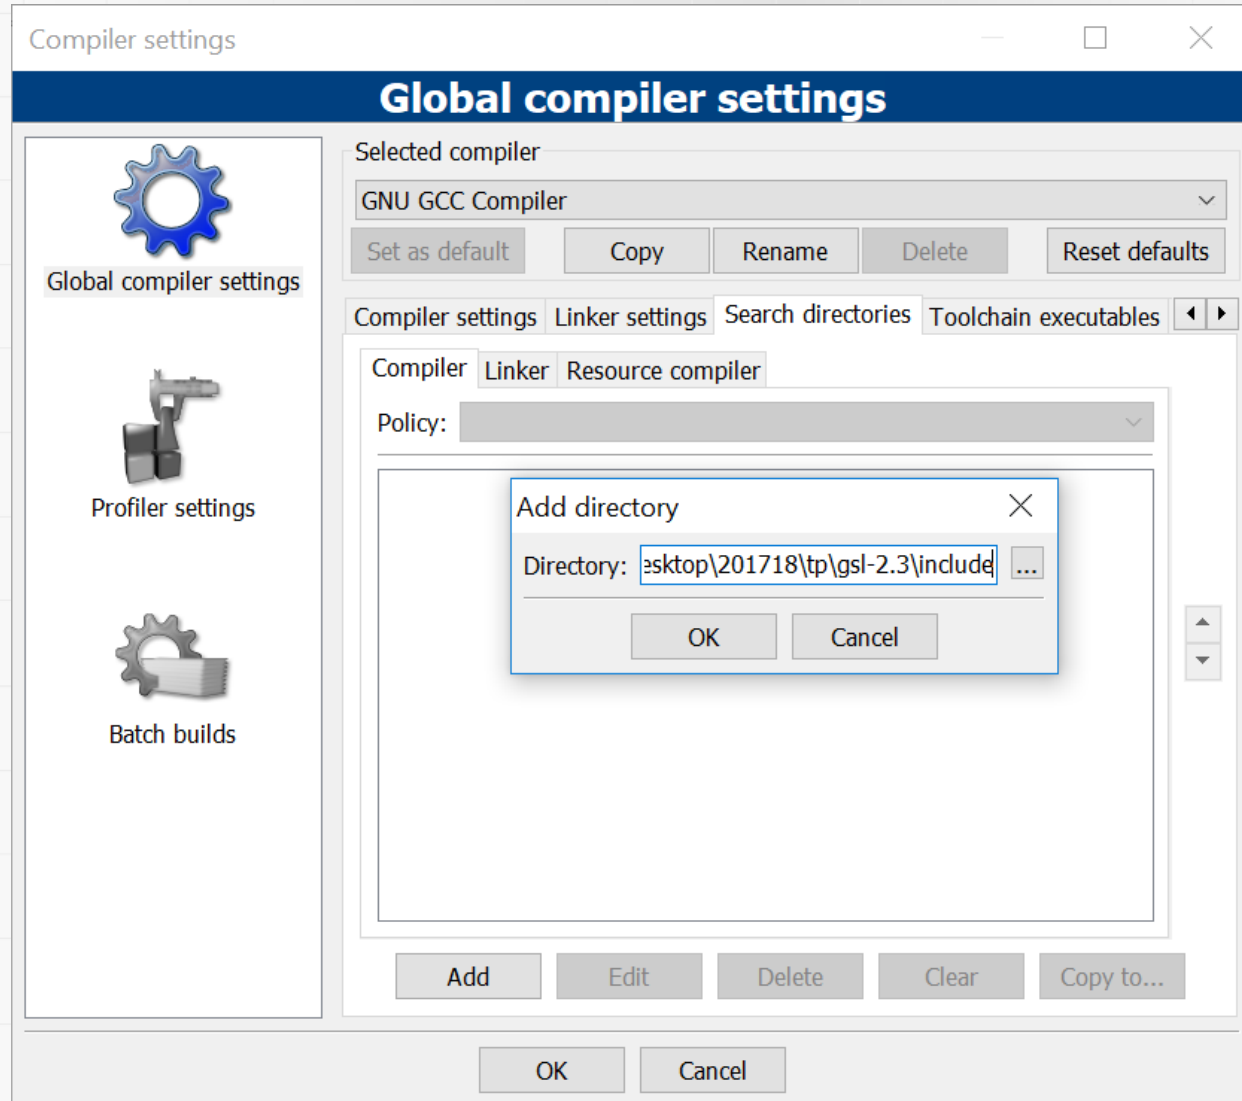 Compiler settings
Global compiler settings
Global compiler settings
Profiler settings
Batch builds
Selected compiler
GNU GCC Compiler
Set as default Copy Rename Delete Reset defaults
Compiler settings Linker settings Search directories Toolchain executables
Compiler Linker Resource compiler
Policy:
Add directory
Directory: esktop\201718\tp\gsl-2.3\include ...
OK Cancel
Add Edit Delete Clear Copy to...
OK Cancel